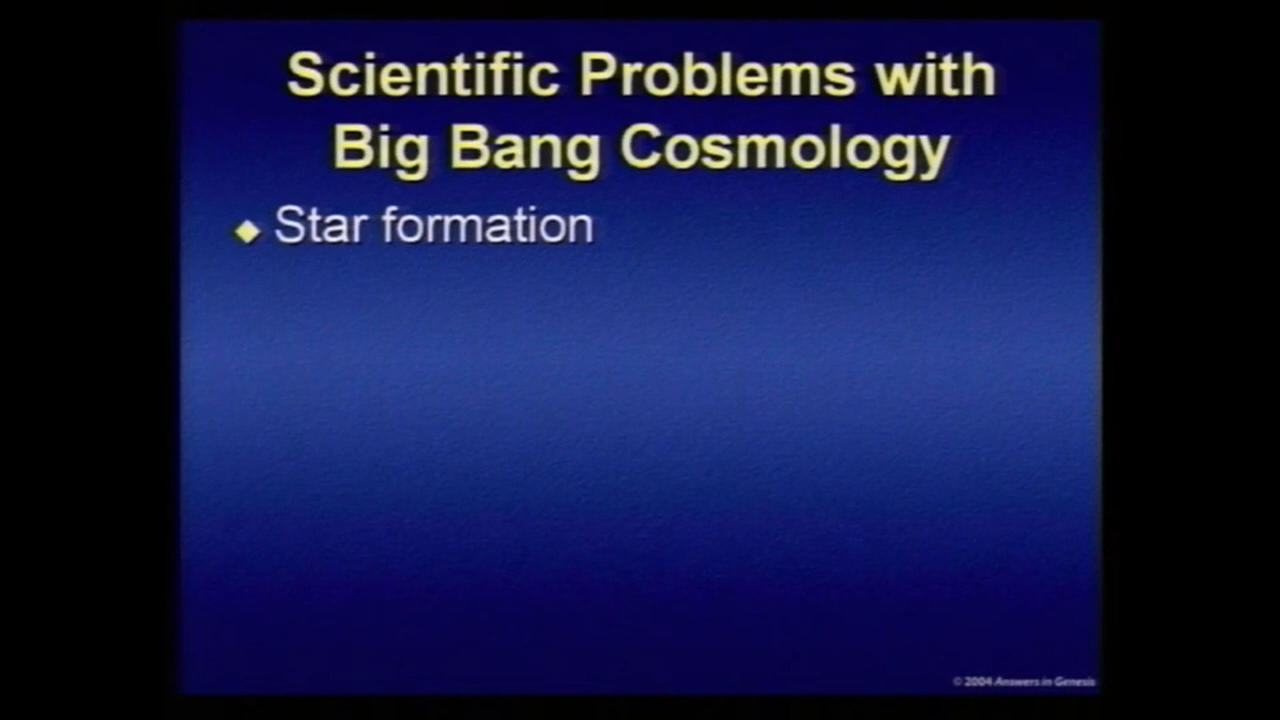 Scientific Problems with
Big Bang Cosmology
Star formation
© 2004 Answers in Genesis